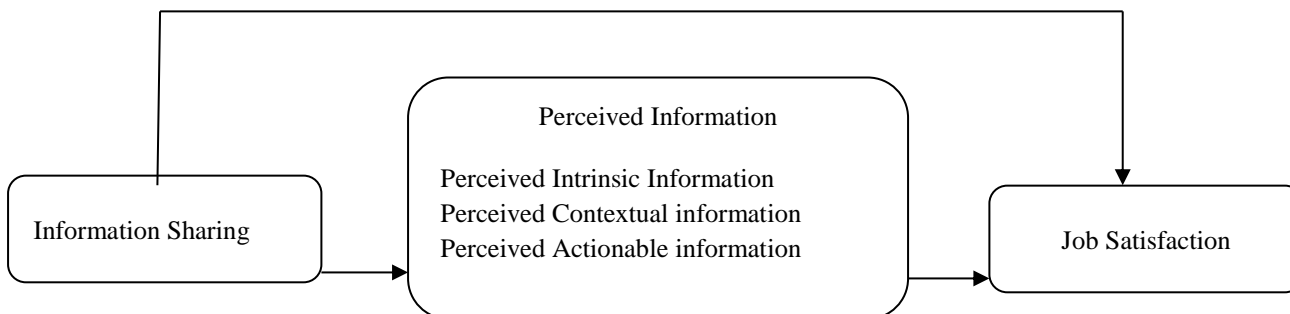 Perceived Information
Perceived Intrinsic Information
Perceived Contextual information
Perceived Actionable information
Information Sharing
Job Satisfaction